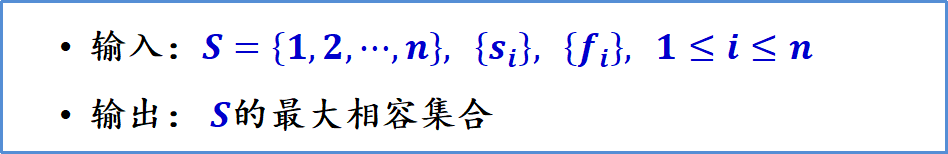 • 输入：S = {1, 2, ⋯, n}, {sᵢ}, {fᵢ}, 1 ≤ i ≤ n
• 输出： S的最大相容集合